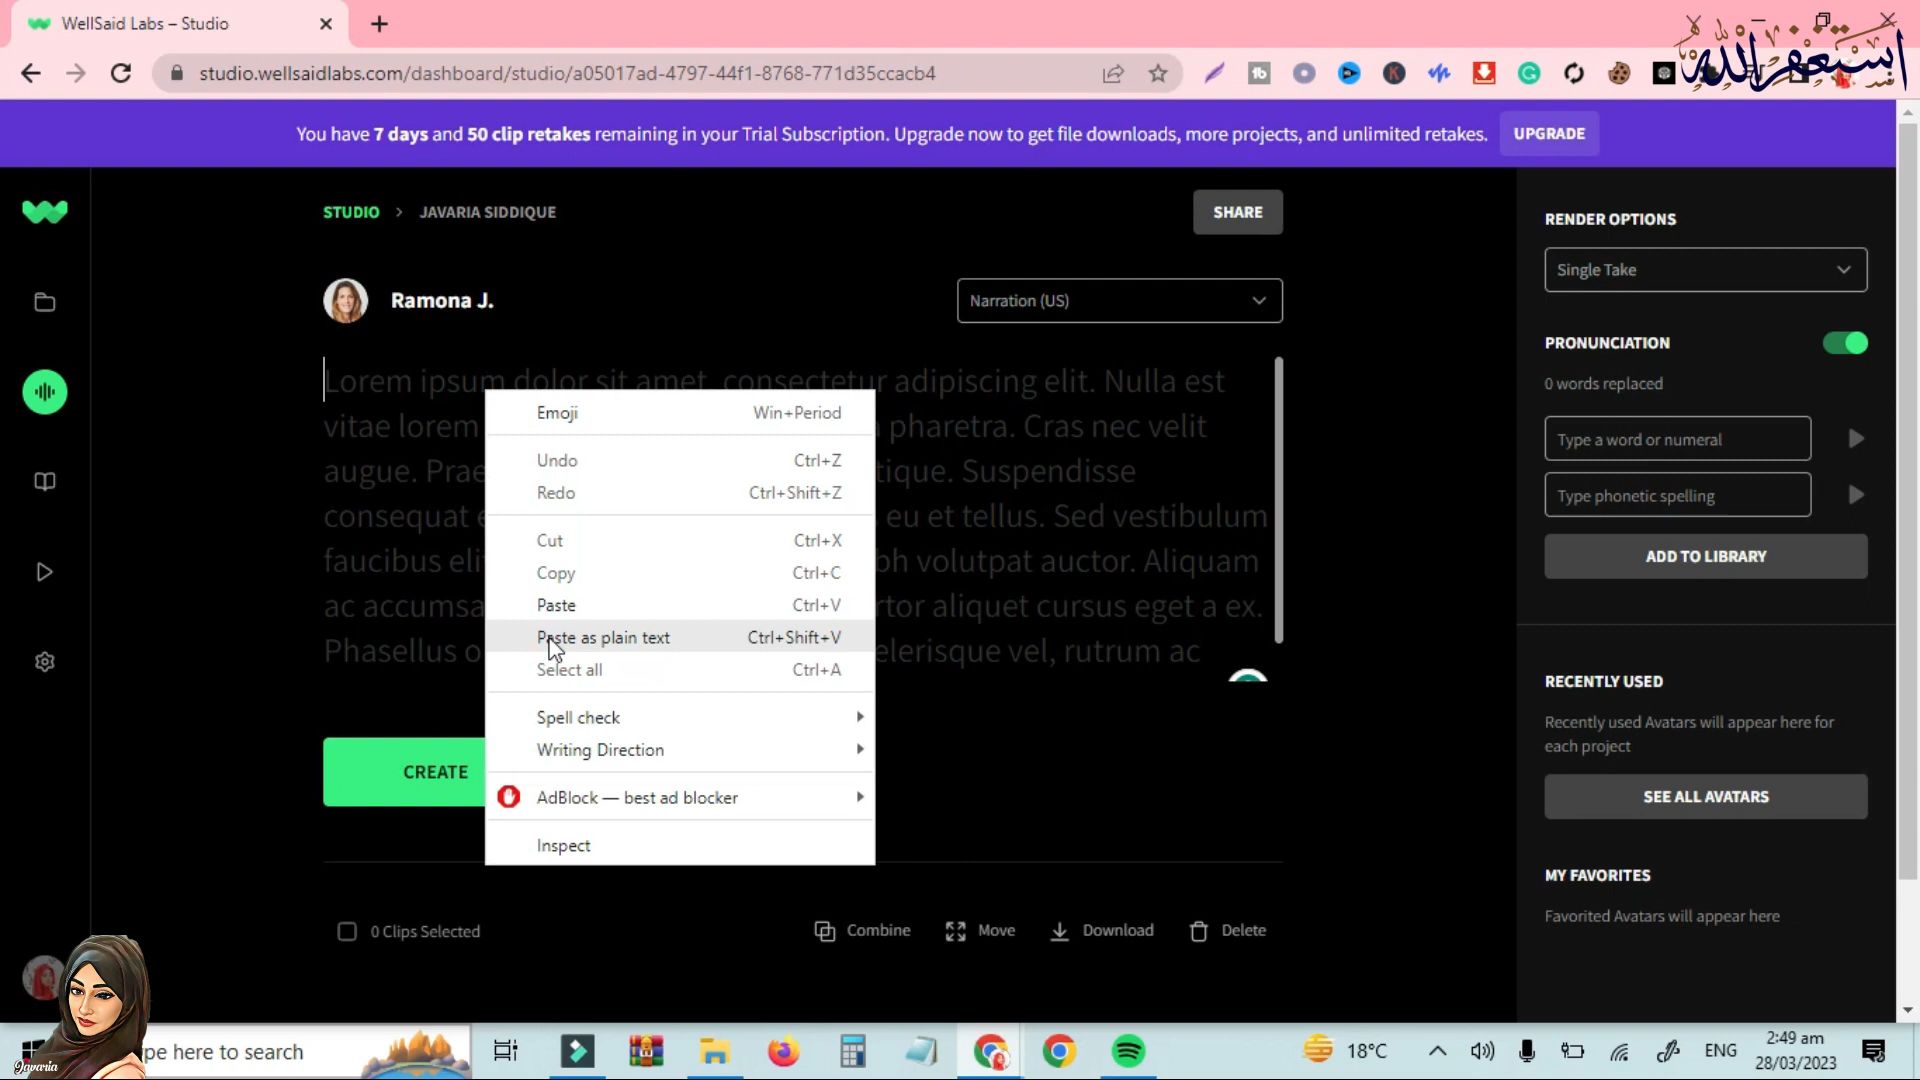 WellSaid Labs – Studio
أستغفر الله
studio.wellsaidlabs.com/dashboard/studio/a05017ad-4797-44f1-8768-771d35ccacb4
You have 7 days and 50 clip retakes remaining in your Trial Subscription. Upgrade now to get file downloads, more projects, and unlimited retakes.
UPGRADE
STUDIO > JAVARIA SIDDIQUE
SHARE
Ramona J.
Narration (US)
Lorem ipsum dolor sit amet, consectetur adipiscing elit. Nulla est
vitae lorem pharetra. Cras nec velit
augue. Suspendisse
consequat eu et tellus. Sed vestibulum
faucibus volutpat auctor. Aliquam
ac aliquet cursus eget a ex.
Phasellus vel, rutrum ac
Emoji Win+Period
Undo Ctrl+Z
Redo Ctrl+Shift+Z
Cut Ctrl+X
Copy Ctrl+C
Paste Ctrl+V
Paste as plain text Ctrl+Shift+V
Select all Ctrl+A
Spell check
Writing Direction
AdBlock — best ad blocker
Inspect
CREATE
0 Clips Selected
Combine
Move
Download
Delete
RENDER OPTIONS
Single Take
PRONUNCIATION
0 words replaced
Type a word or numeral
Type phonetic spelling
ADD TO LIBRARY
RECENTLY USED
Recently used Avatars will appear here for
each project
SEE ALL AVATARS
MY FAVORITES
Favorited Avatars will appear here
Javaria
pe here to search
18°C
ENG
2:49 am
28/03/2023